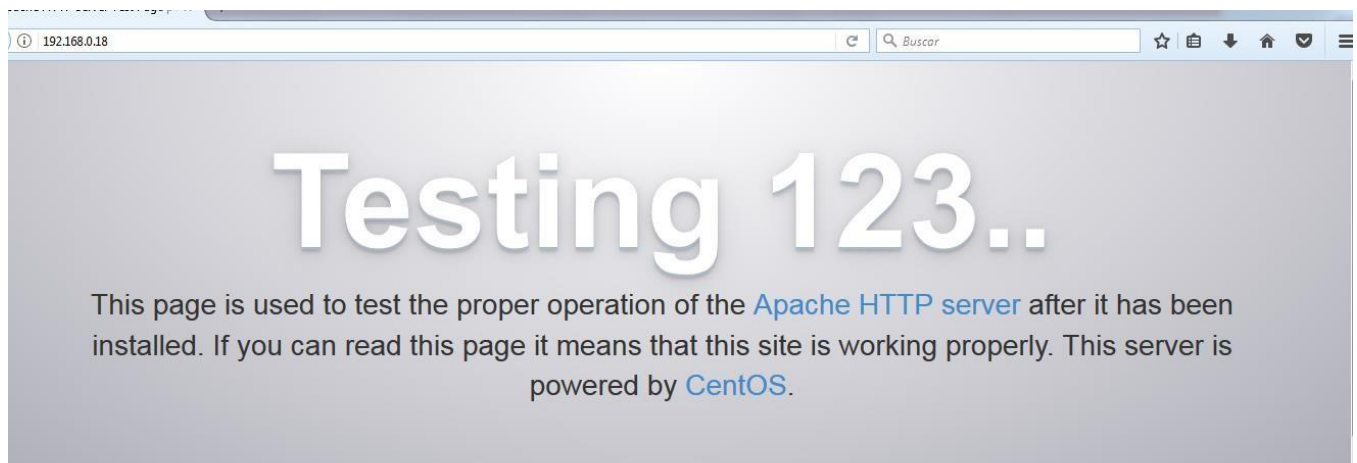 192.168.0.18
Buscar
Testing 123..
This page is used to test the proper operation of the Apache HTTP server after it has been
installed. If you can read this page it means that this site is working properly. This server is
powered by CentOS.